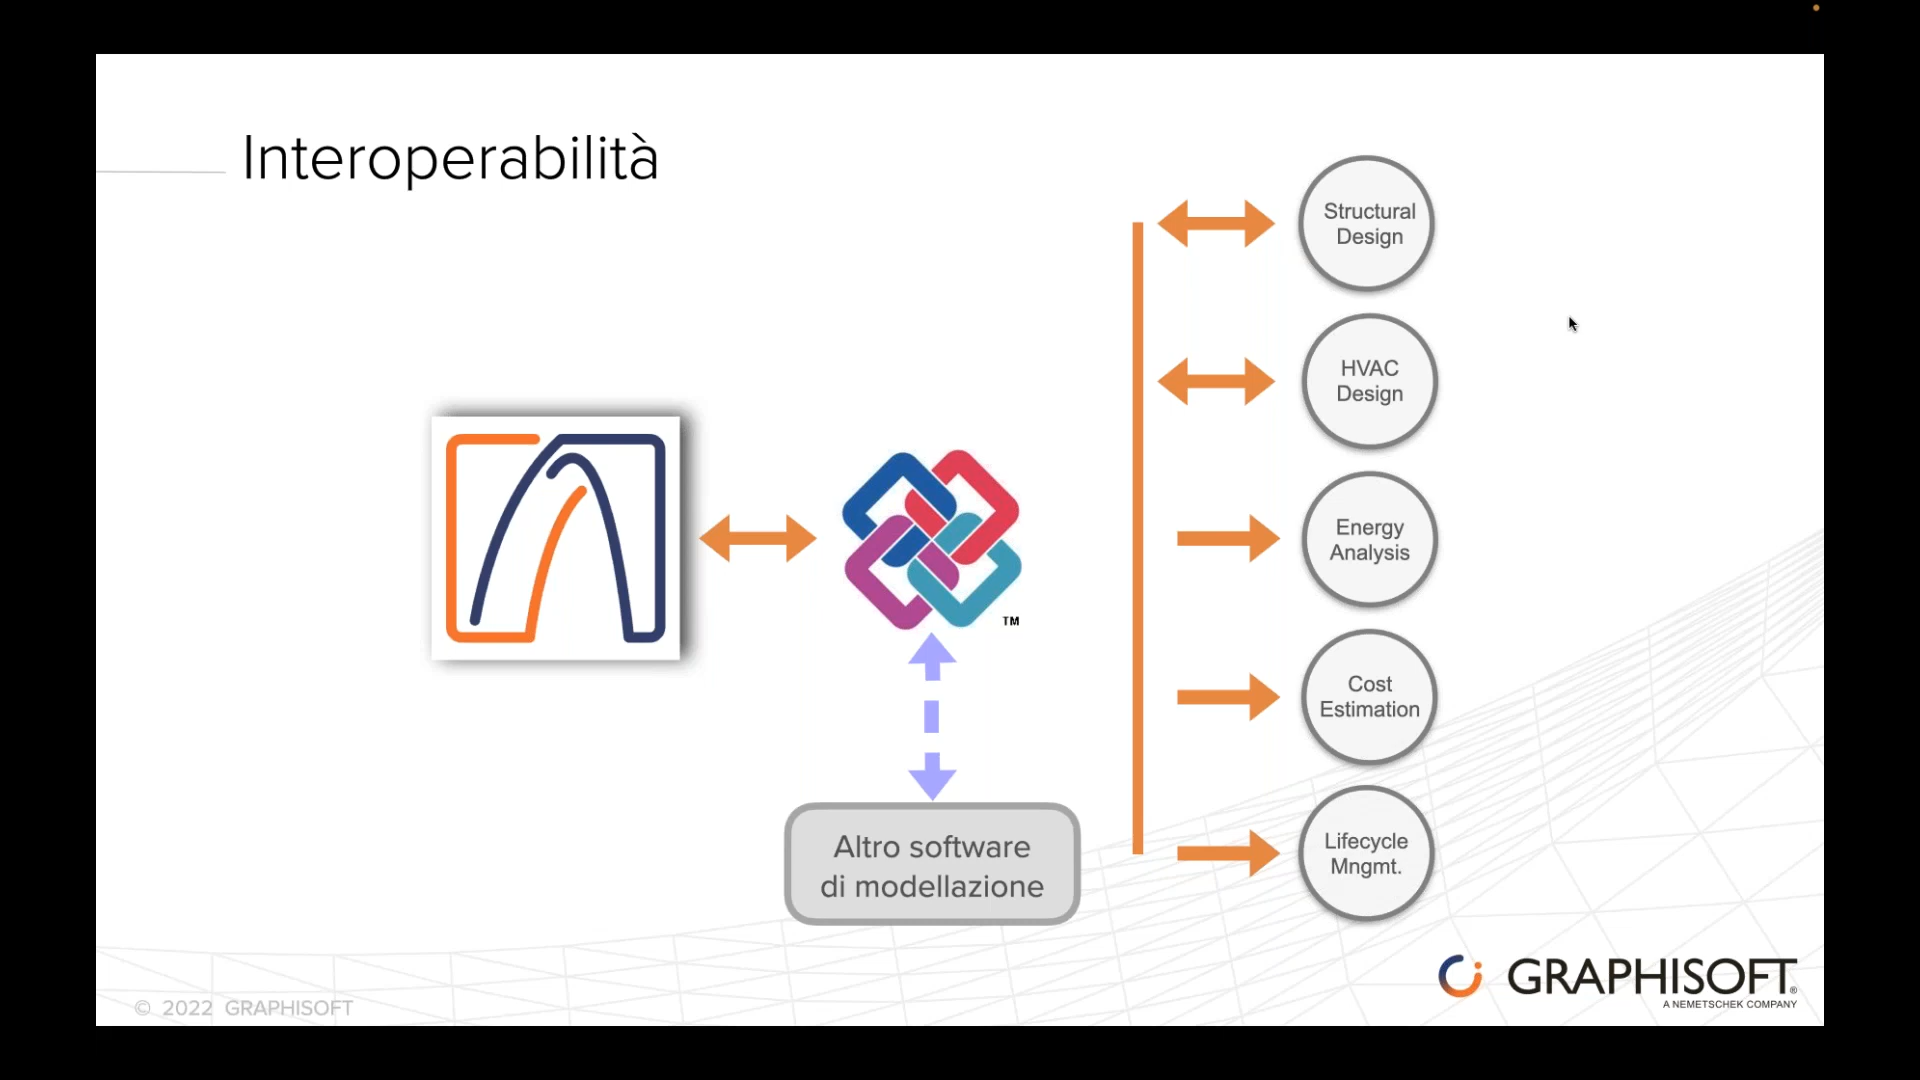 Interoperabilità
Structural
Design
HVAC
Design
Energy
Analysis
Cost
Estimation
Lifecycle
Mngmt.
TM
Altro software
di modellazione
© 2022 GRAPHISOFT
GRAPHISOFT®
A NEMETSCHEK COMPANY